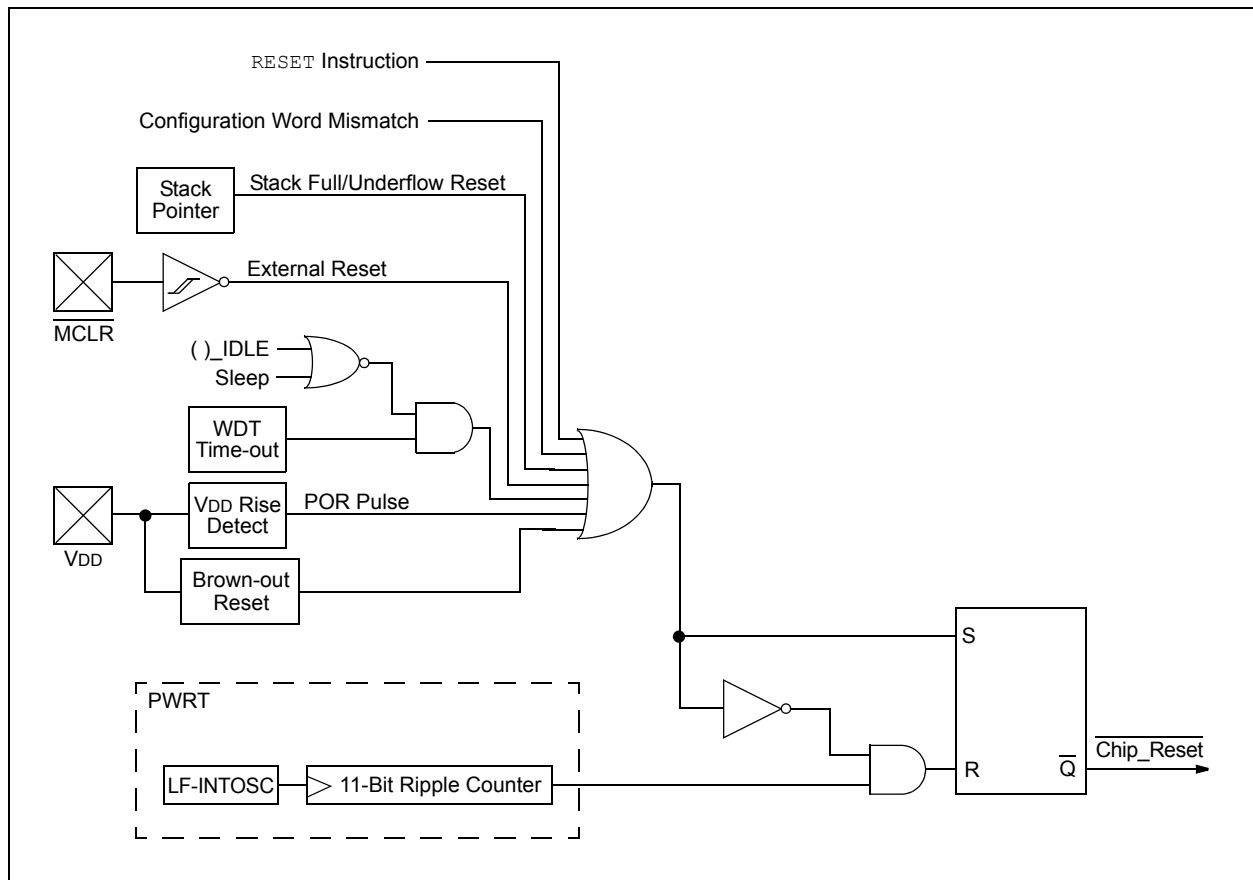 RESET Instruction
Configuration Word Mismatch
Stack
Pointer
Stack Full/Underflow Reset
External Reset
MCLR
( )_IDLE
Sleep
WDT
Time-out
VDD Rise
Detect
POR Pulse
VDD
Brown-out
Reset
S
PWRT
Chip_Reset
R
Q
LF-INTOSC
11-Bit Ripple Counter